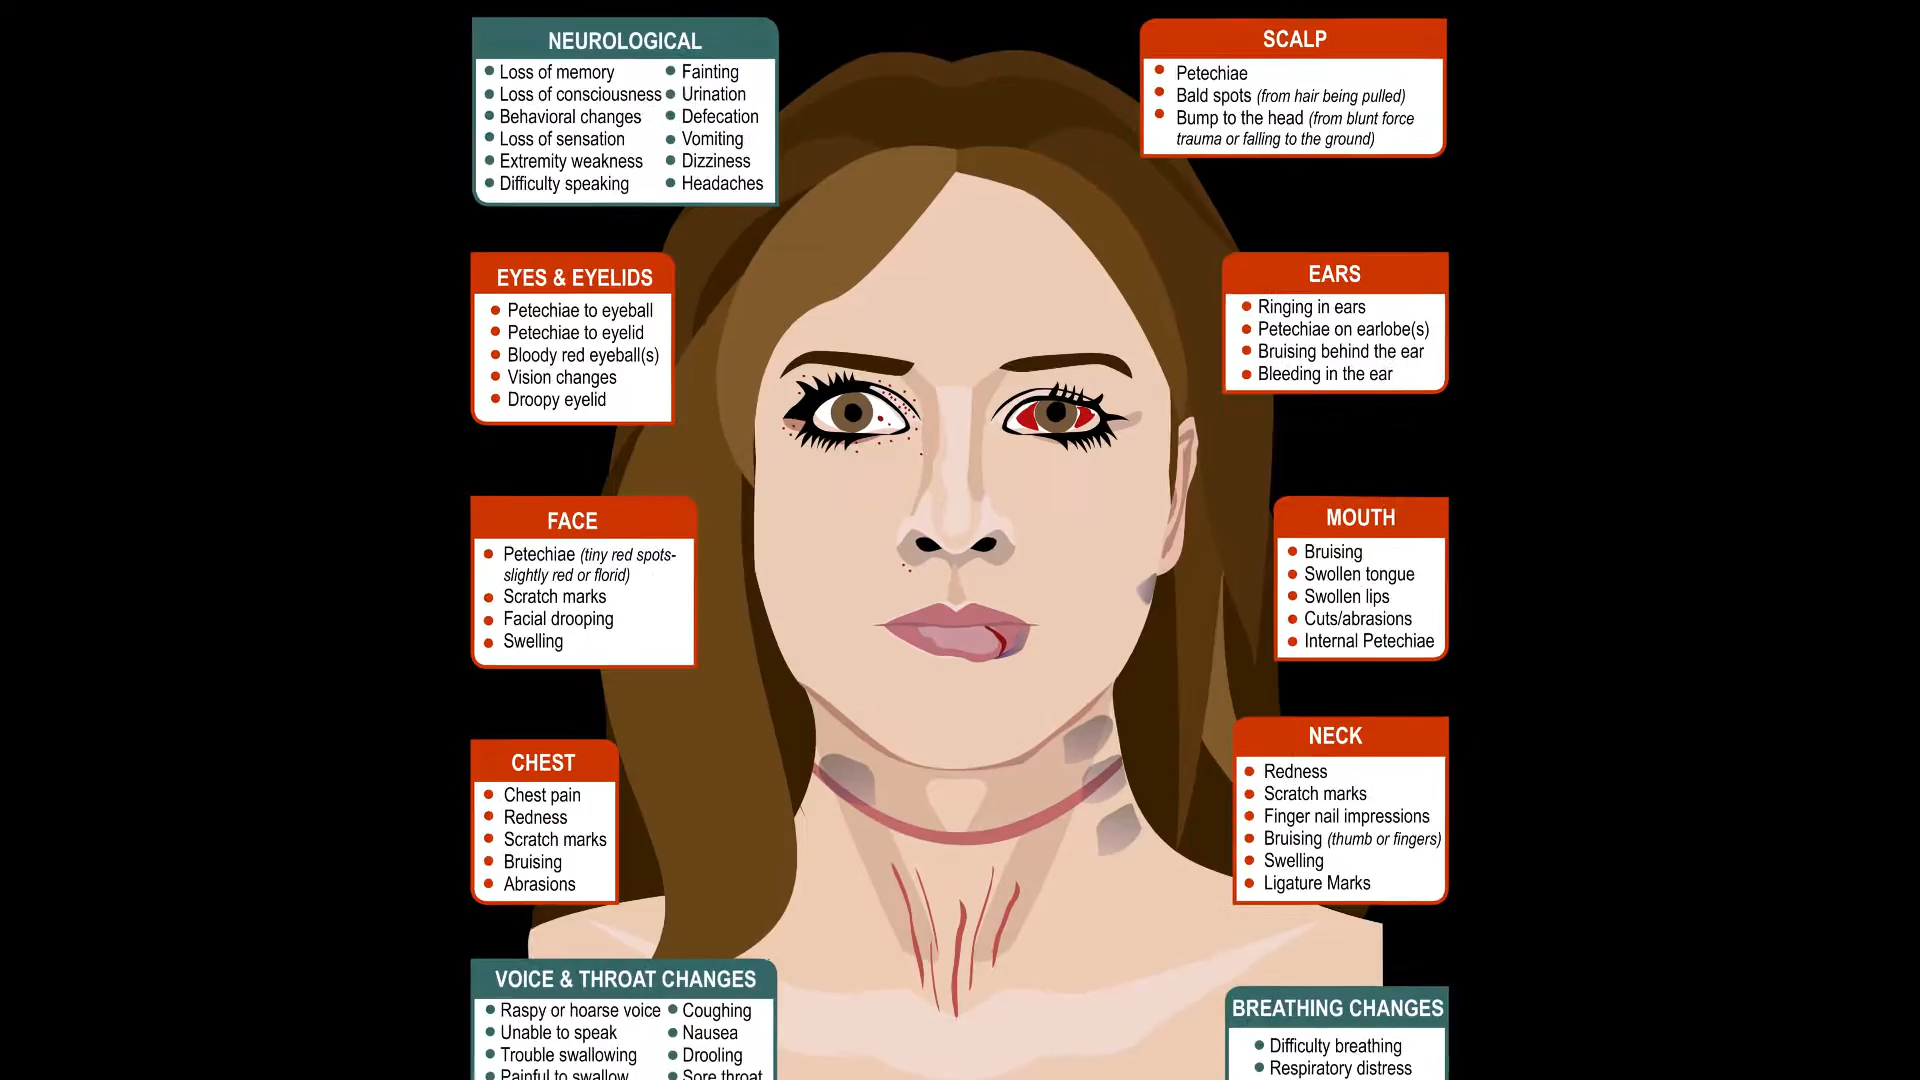 NEUROLOGICAL
Loss of memory
Loss of consciousness
Behavioral changes
Loss of sensation
Extremity weakness
Difficulty speaking
Fainting
Urination
Defecation
Vomiting
Dizziness
Headaches
SCALP
Petechiae
Bald spots (from hair being pulled)
Bump to the head (from blunt force
trauma or falling to the ground)
EYES & EYELIDS
Petechiae to eyeball
Petechiae to eyelid
Bloody red eyeball(s)
Vision changes
Droopy eyelid
EARS
Ringing in ears
Petechiae on earlobe(s)
Bruising behind the ear
Bleeding in the ear
FACE
Petechiae (tiny red spots-
slightly red or florid)
Scratch marks
Facial drooping
Swelling
MOUTH
Bruising
Swollen tongue
Swollen lips
Cuts/abrasions
Internal Petechiae
CHEST
Chest pain
Redness
Scratch marks
Bruising
Abrasions
NECK
Redness
Scratch marks
Finger nail impressions
Bruising (thumb or fingers)
Swelling
Ligature Marks
VOICE & THROAT CHANGES
Raspy or hoarse voice
Unable to speak
Trouble swallowing
Painful to swallow
Coughing
Nausea
Drooling
Sore throat
BREATHING CHANGES
Difficulty breathing
Respiratory distress